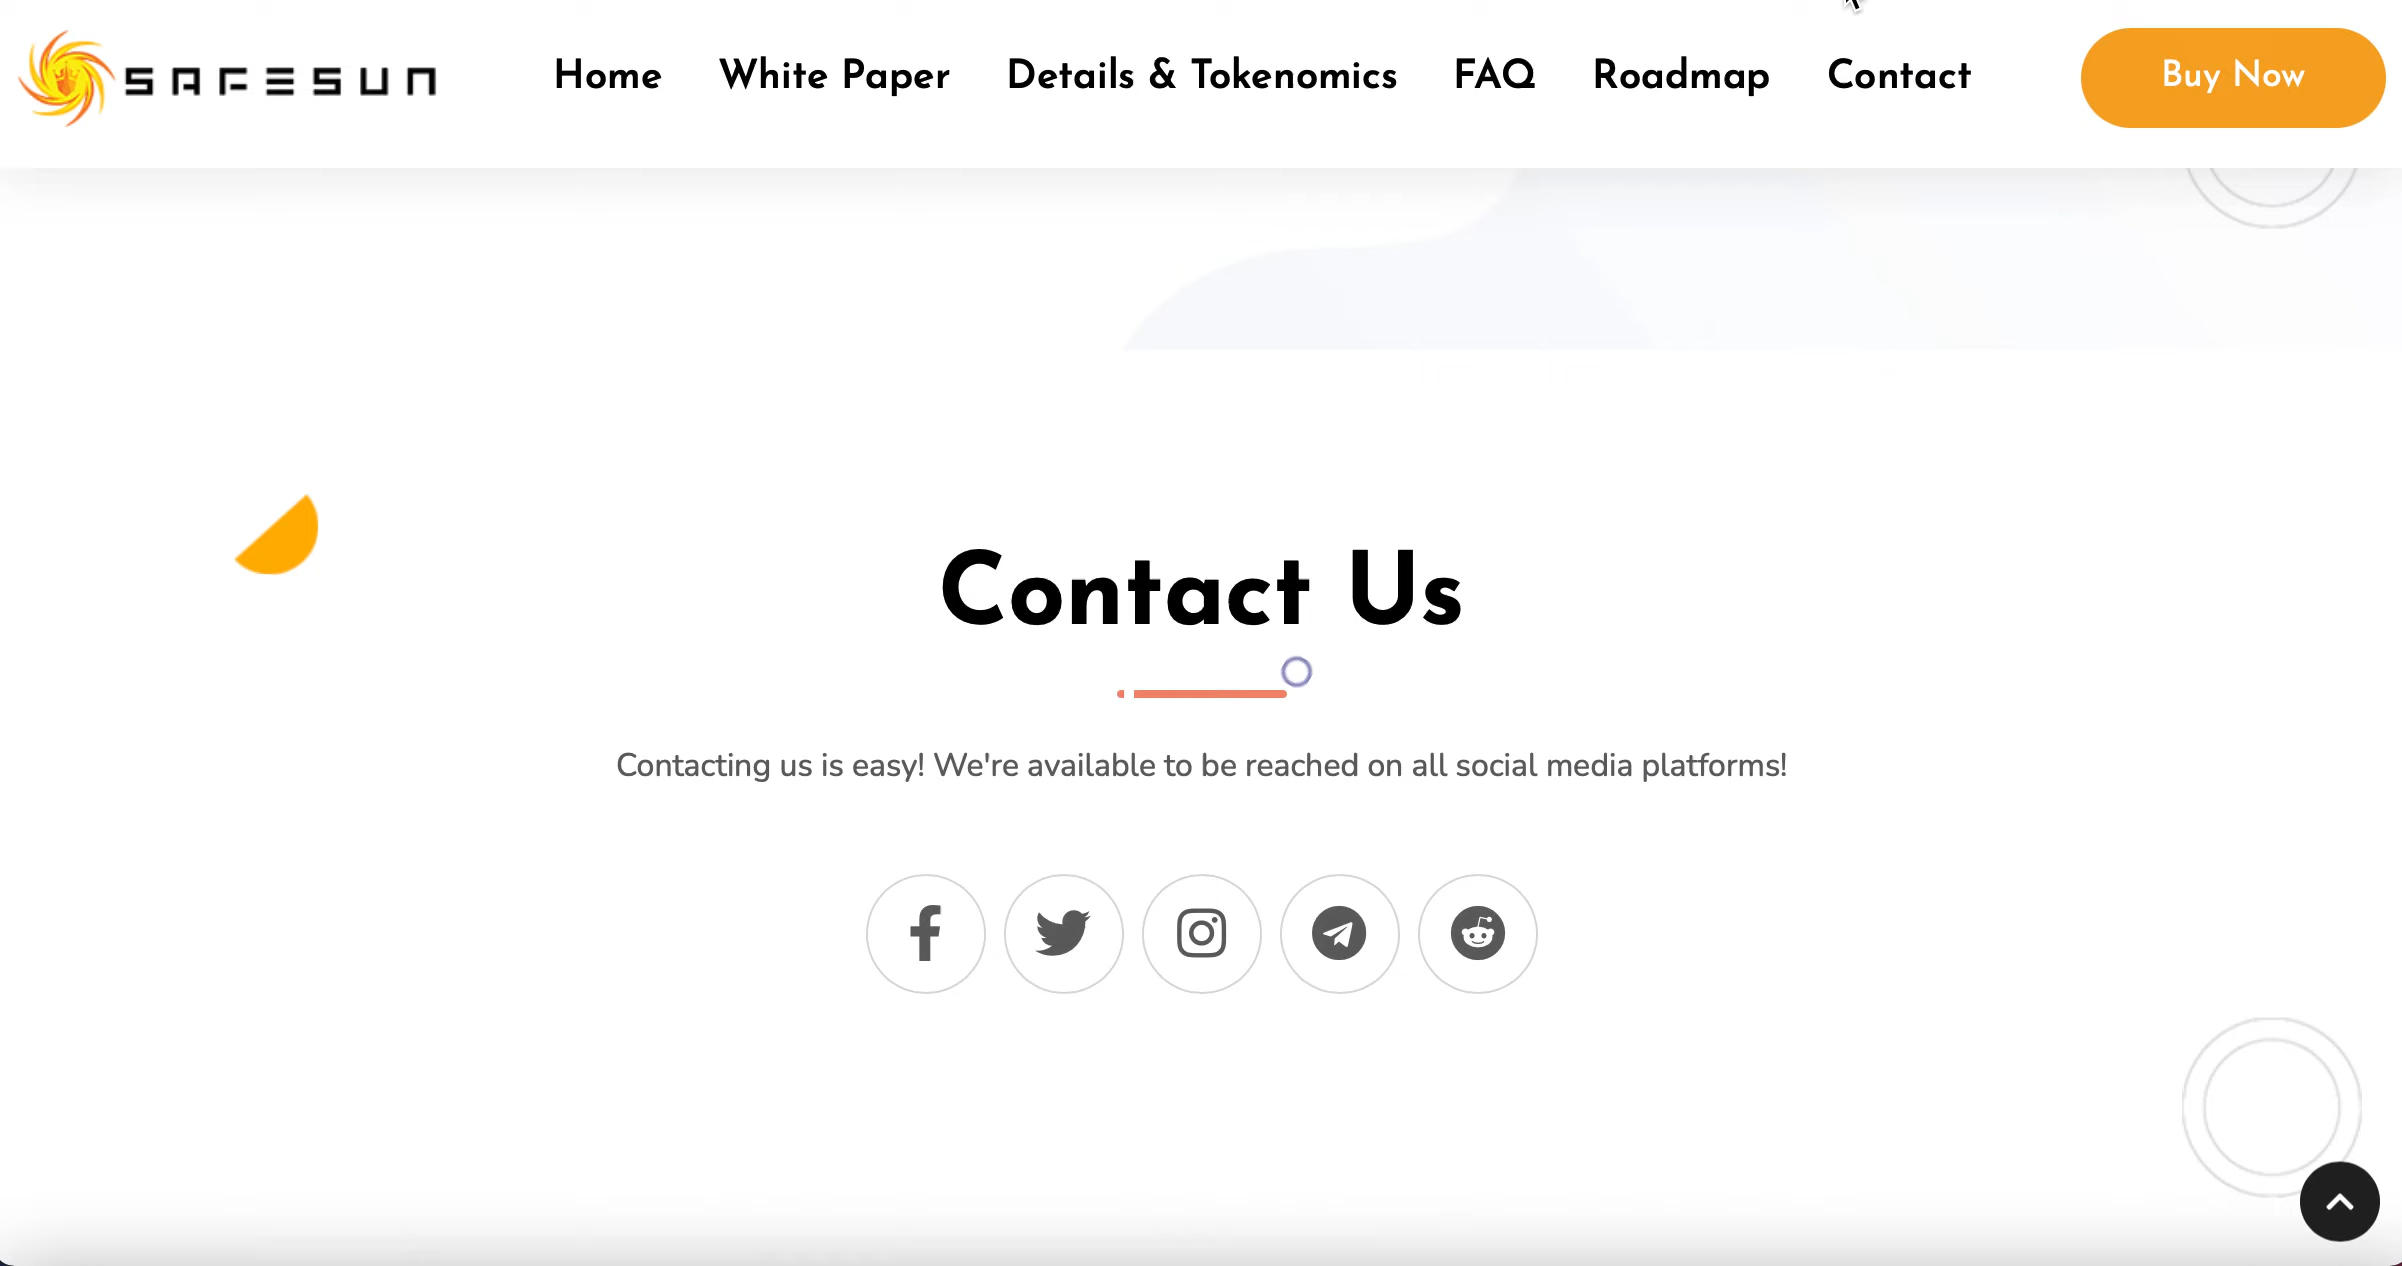 SAFESUN
Home White Paper Details & Tokenomics FAQ Roadmap Contact Buy Now
Contact Us
Contacting us is easy! We're available to be reached on all social media platforms!